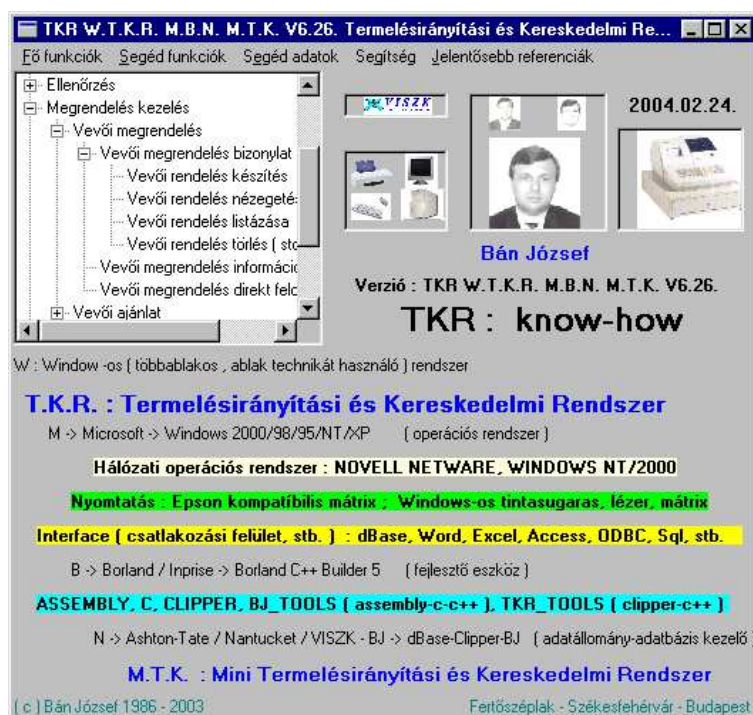 TKR W.T.K.R. M.B.N. M.T.K. V6.26. Termelésirányítási és Kereskedelmi Re...
Fő funkciók Segéd funkciók Segéd adatok Segítség Jelentősebb referenciák
Ellenőrzés
Megrendelés kezelés
Vevői megrendelés
Vevői megrendelés bizonylat
Vevői rendelés készítés
Vevői rendelés nézegeté
Vevői rendelés listázása
Vevői rendelés törlés ( sto
Vevői megrendelés informáci
Vevői megrendelés direkt feld
Vevői ajánlat
VISZK
2004.02.24.
Bán József
Verzió : TKR W.T.K.R. M.B.N. M.T.K. V6.26.
TKR : know-how
W : Window -os ( többablakos , ablak technikát használó ) rendszer
T.K.R. : Termelésirányítási és Kereskedelmi Rendszer
M -> Microsoft -> Windows 2000/98/95/NT/XP ( operációs rendszer )
Hálózati operációs rendszer : NOVELL NETWARE, WINDOWS NT/2000
Nyomtatás : Epson kompatíbilis mátrix ; Windows-os tintasugaras, lézer, mátrix
Interface ( csatlakozási felület, stb. ) : dBase, Word, Excel, Access, ODBC, Sql, stb.
B -> Borland / Inprise -> Borland C++ Builder 5 ( fejlesztő eszköz )
ASSEMBLY, C, CLIPPER, BJ_TOOLS ( assembly-c-c++ ), TKR_TOOLS ( clipper-c++ )
N -> Ashton-Tate / Nantucket / VISZK - BJ -> dBase-Clipper-BJ ( adatállomány-adatbázis kezelő )
M.T.K. : Mini Termelésirányítási és Kereskedelmi Rendszer
( c ) Bán József 1986 - 2003 Fertőszéplak - Székesfehérvár - Budapest